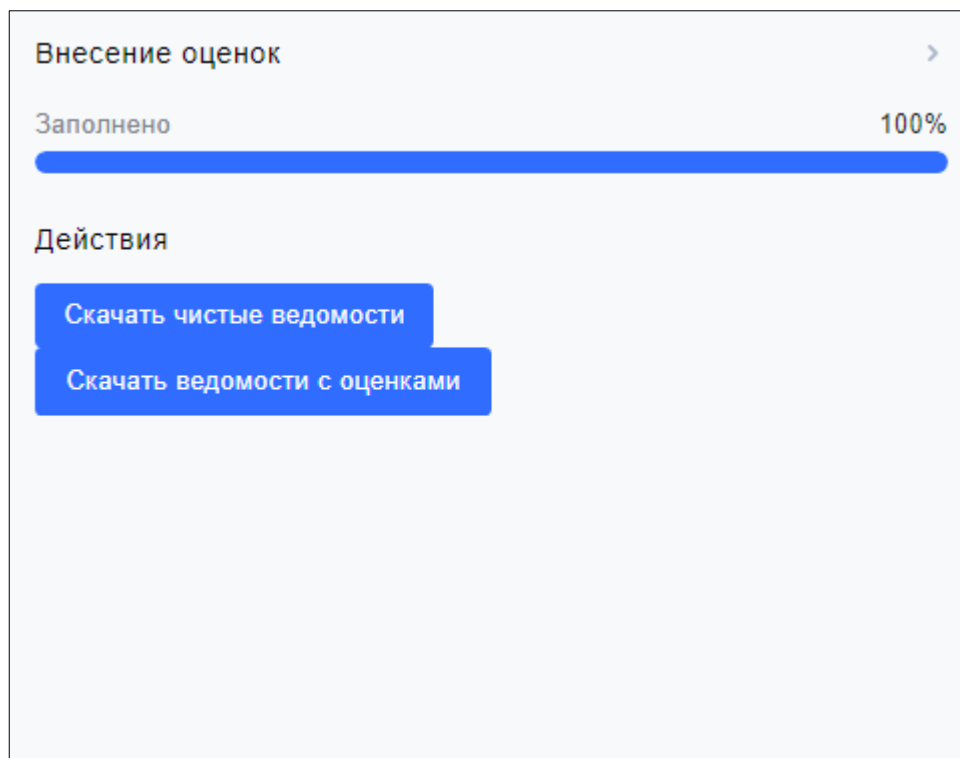 Внесение оценок
Заполнено 100%
Действия
Скачать чистые ведомости
Скачать ведомости с оценками